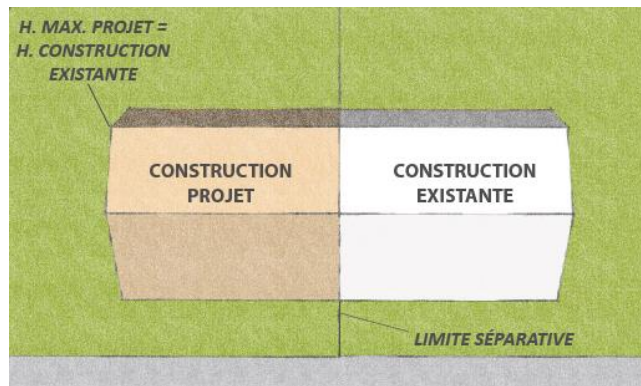 H. MAX. PROJET =
H. CONSTRUCTION
EXISTANTE
CONSTRUCTION
PROJET
CONSTRUCTION
EXISTANTE
LIMITE SÉPARATIVE